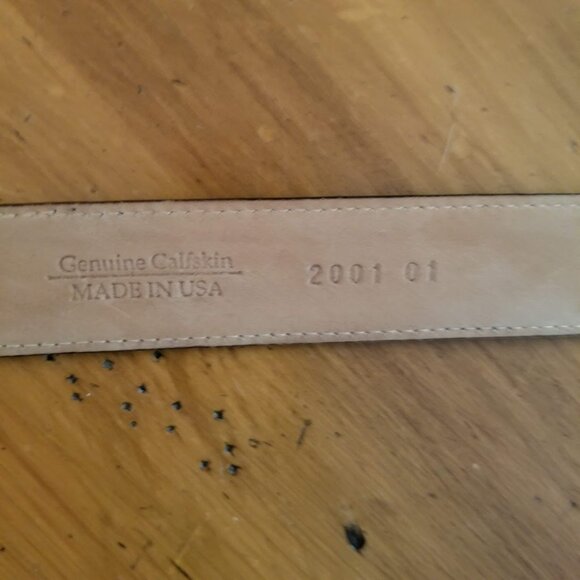 Genuine Calfskin
MADE IN USA
2001 01